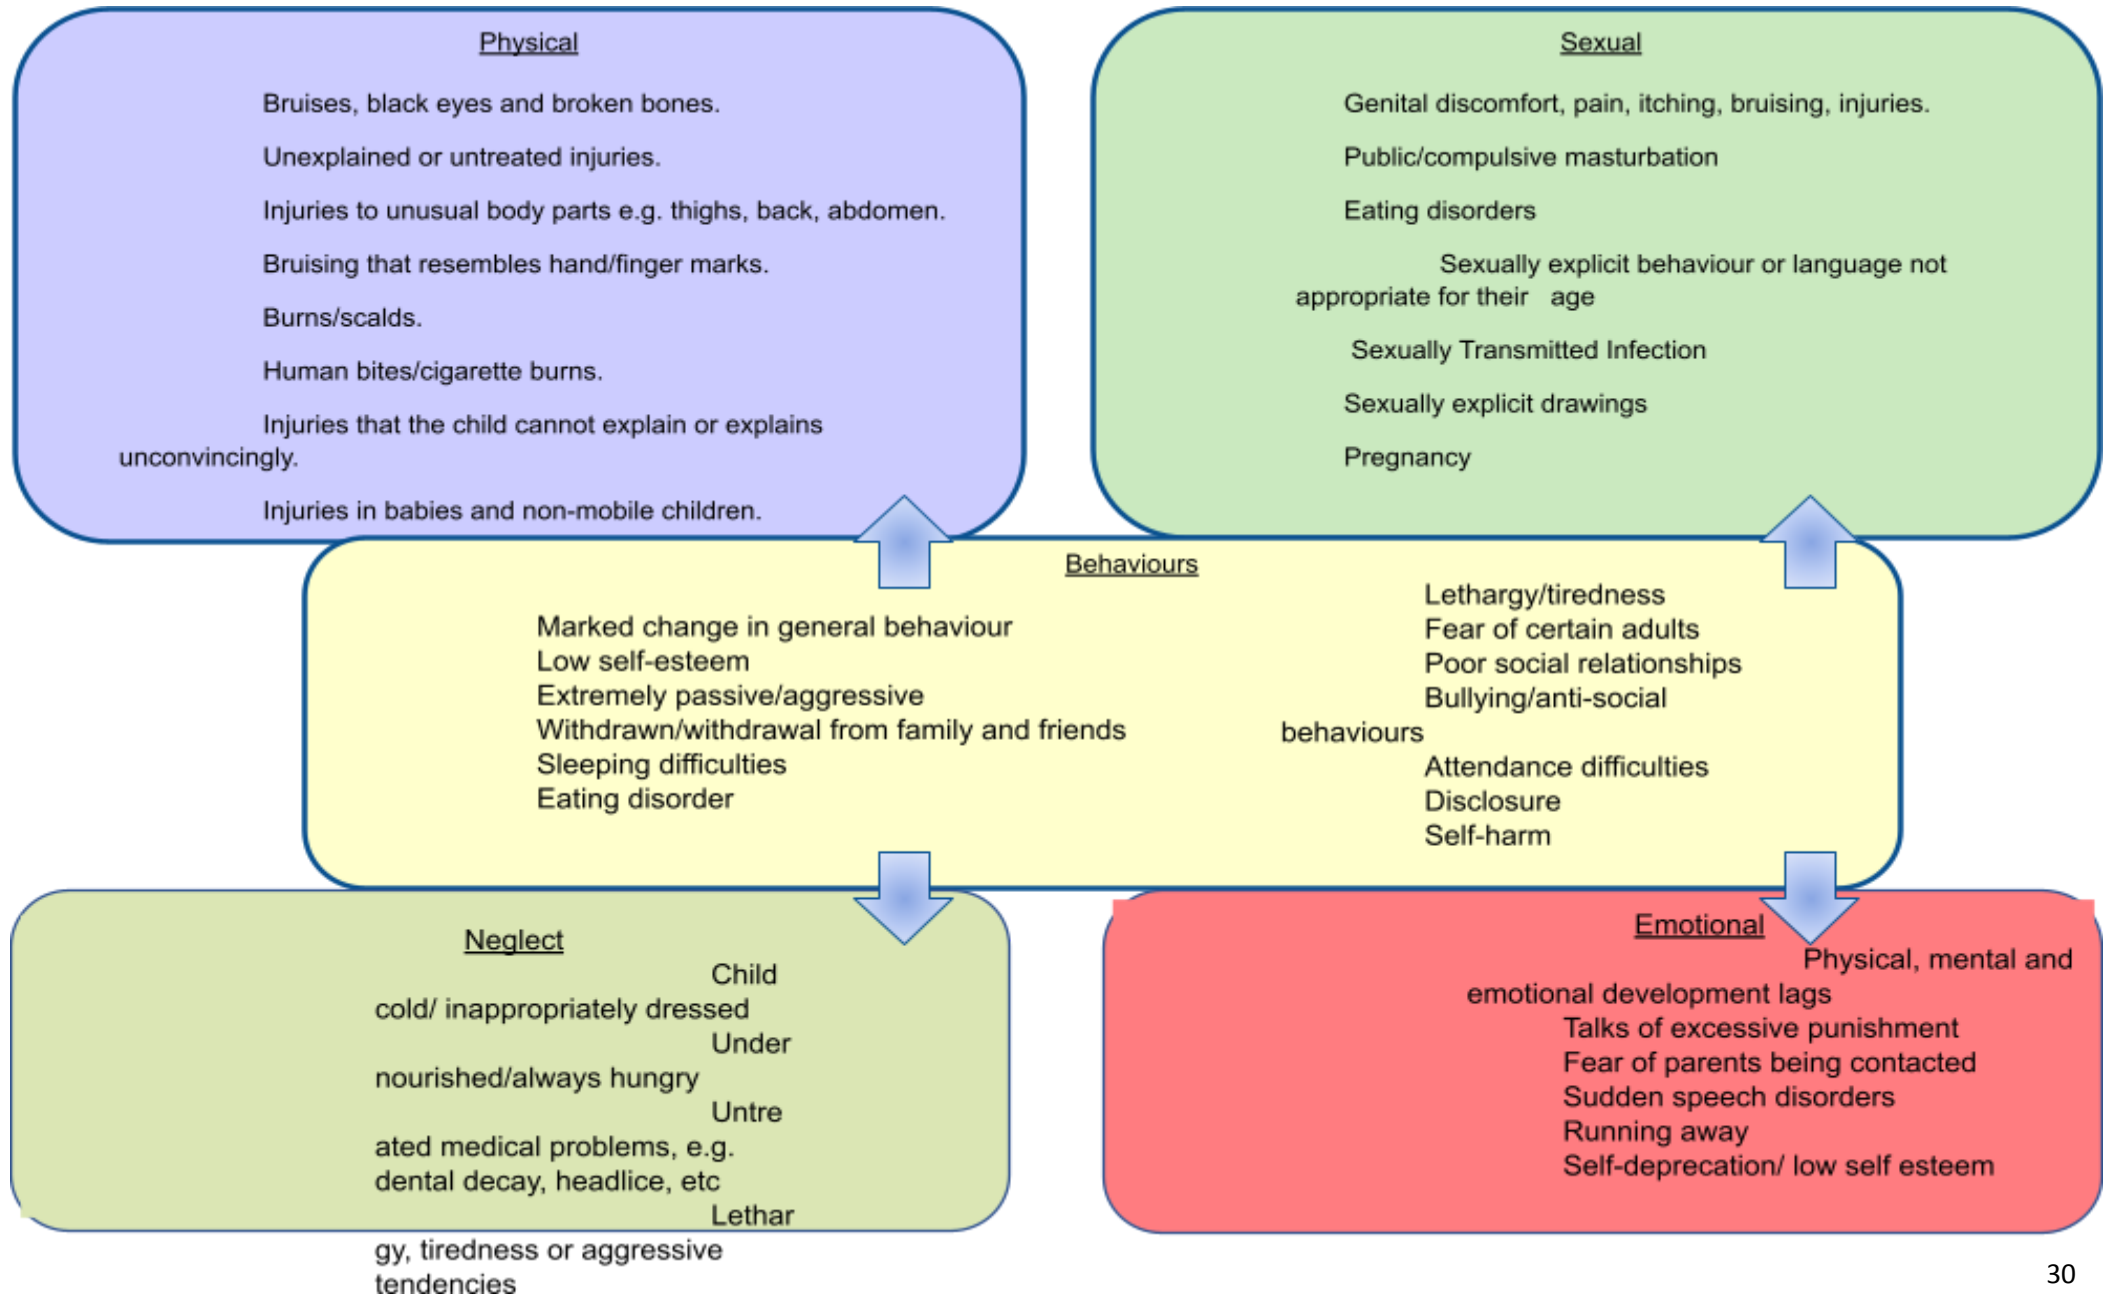 Physical
Bruises, black eyes and broken bones.
Unexplained or untreated injuries.
Injuries to unusual body parts e.g. thighs, back, abdomen.
Bruising that resembles hand/finger marks.
Burns/scalds.
Human bites/cigarette burns.
Injuries that the child cannot explain or explains
unconvincingly.
Injuries in babies and non-mobile children.
Sexual
Genital discomfort, pain, itching, bruising, injuries.
Public/compulsive masturbation
Eating disorders
Sexually explicit behaviour or language not
appropriate for their age
Sexually Transmitted Infection
Sexually explicit drawings
Pregnancy
Behaviours
Marked change in general behaviour
Low self-esteem
Extremely passive/aggressive
Withdrawn/withdrawal from family and friends
Sleeping difficulties
Eating disorder
Lethargy/tiredness
Fear of certain adults
Poor social relationships
Bullying/anti-social
behaviours
Attendance difficulties
Disclosure
Self-harm
Neglect
Child
cold/ inappropriately dressed
Under
nourished/always hungry
Untre
ated medical problems, e.g.
dental decay, headlice, etc
Lethar
gy, tiredness or aggressive
tendencies
Emotional
Physical, mental and
emotional development lags
Talks of excessive punishment
Fear of parents being contacted
Sudden speech disorders
Running away
Self-deprecation/ low self esteem
30